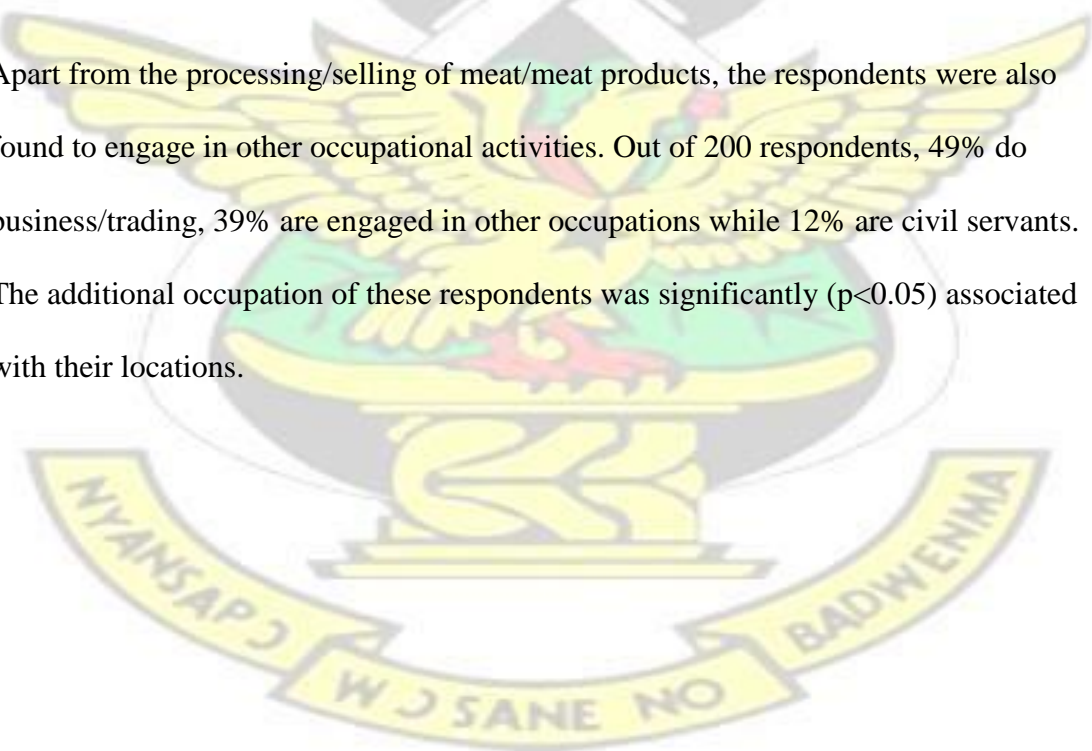 Apart from the processing/selling of meat/meat products, the respondents were also
found to engage in other occupational activities. Out of 200 respondents, 49% do
business/trading, 39% are engaged in other occupations while 12% are civil servants.
The additional occupation of these respondents was significantly (p<0.05) associated
with their locations.
NYANSAPƆ WƆ SANE NO BADWENMA